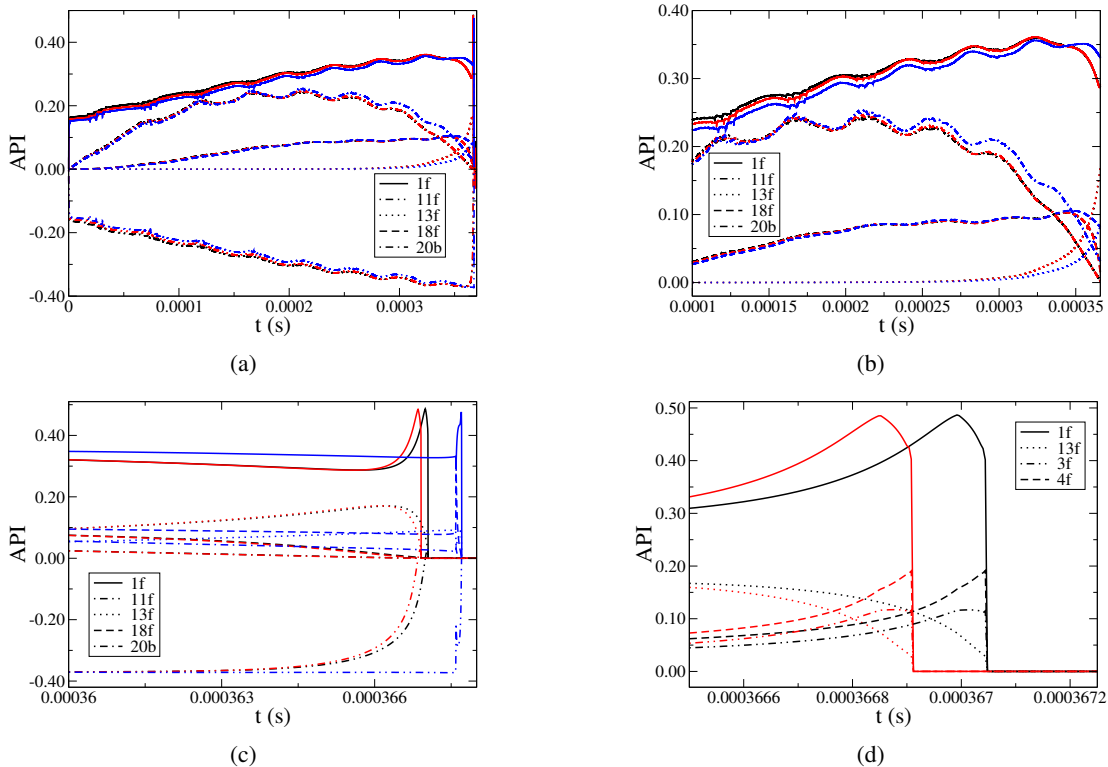 0.40
0.20
0.00
-0.20
-0.40
API
1f
11f
13f
18f
20b
0 0.0001 0.0002 0.0003
t (s)
(a)
0.40
0.30
0.20
0.10
0.00
API
1f
11f
13f
18f
20b
0.0001 0.00015 0.0002 0.00025 0.0003 0.00035
t (s)
(b)
0.40
0.20
0.00
-0.20
-0.40
API
1f
11f
13f
18f
20b
0.00036 0.000363 0.000366
t (s)
(c)
0.50
0.40
0.30
0.20
0.10
0.00
API
1f
13f
3f
4f
0.0003666 0.0003668 0.000367 0.0003672
t (s)
(d)